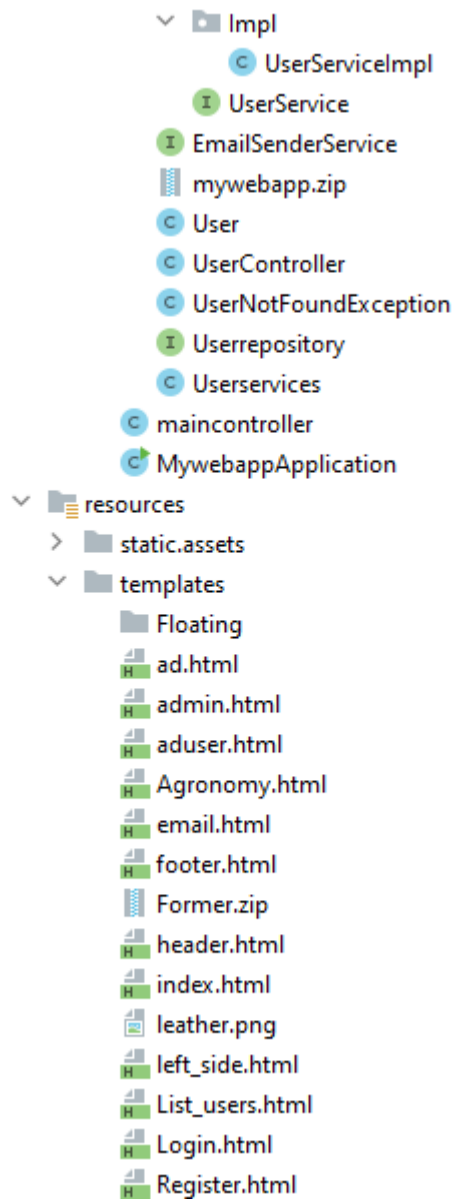 Impl
C UserServiceImpl
I UserService
I EmailSenderService
mywebapp.zip
C User
C UserController
C UserNotFoundException
I Userrepository
C Userservices
C maincontroller
C MywebappApplication
resources
static.assets
templates
Floating
H ad.html
H admin.html
H aduser.html
H Agronomy.html
H email.html
H footer.html
Former.zip
H header.html
H index.html
leather.png
H left_side.html
H List_users.html
H Login.html
H Register.html